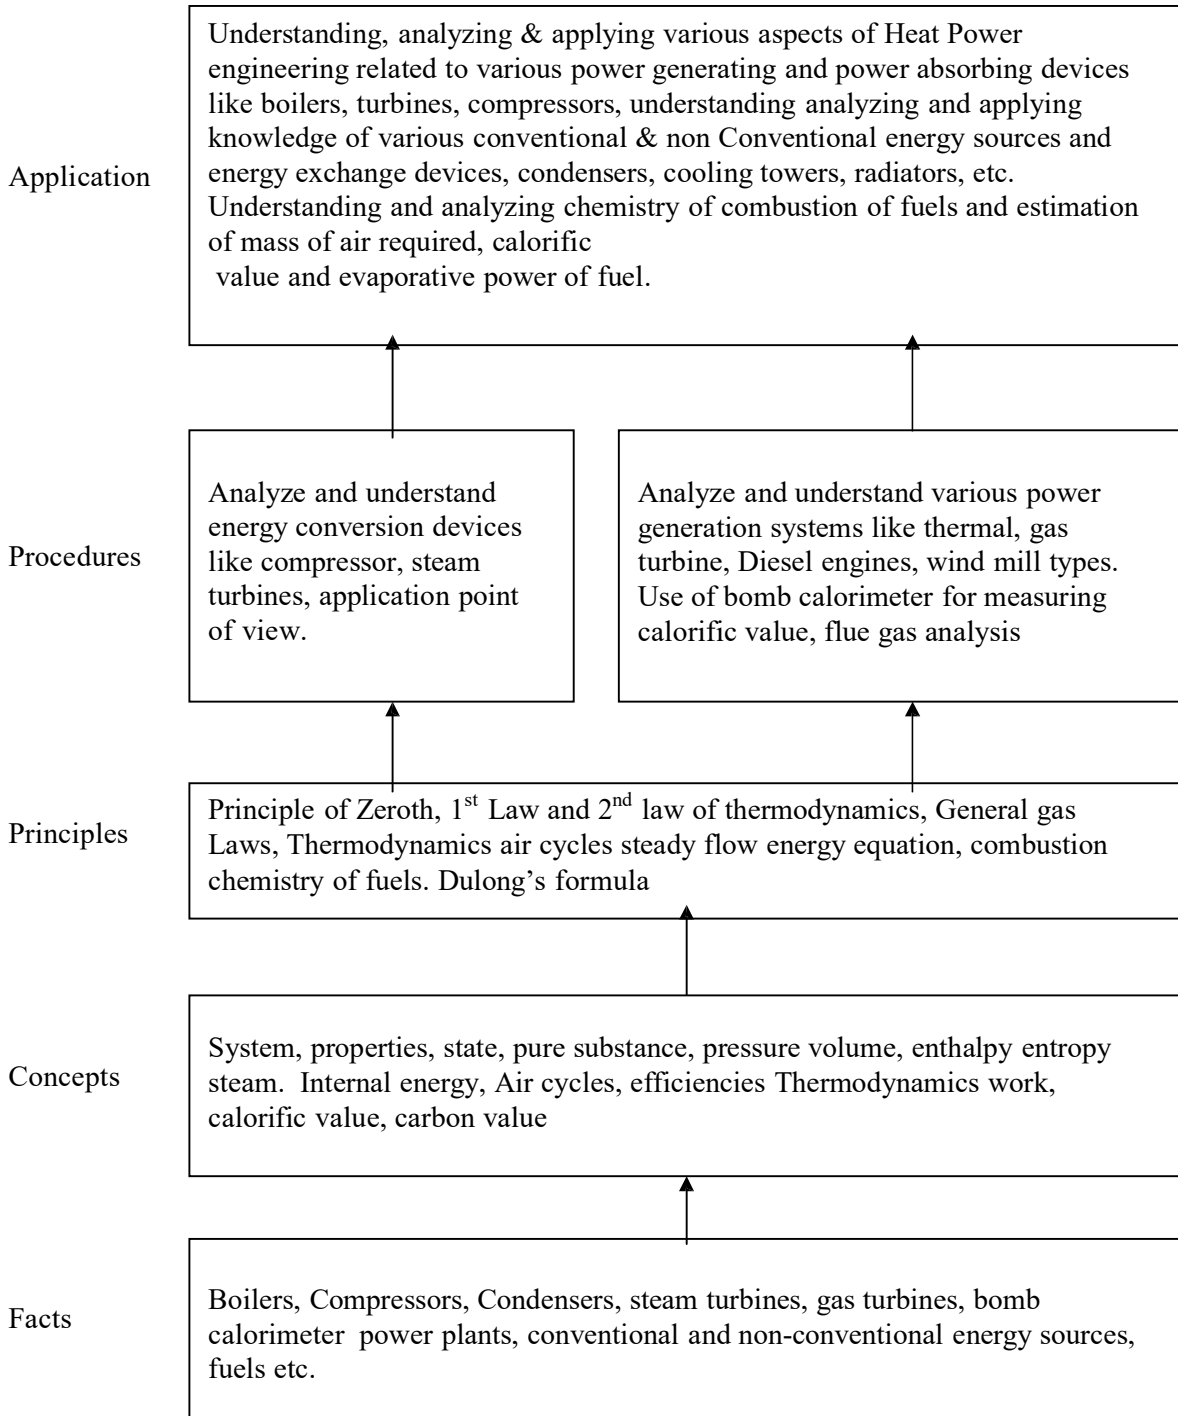 Application
Understanding, analyzing & applying various aspects of Heat Power
engineering related to various power generating and power absorbing devices
like boilers, turbines, compressors, understanding analyzing and applying
knowledge of various conventional & non Conventional energy sources and
energy exchange devices, condensers, cooling towers, radiators, etc.
Understanding and analyzing chemistry of combustion of fuels and estimation
of mass of air required, calorific
value and evaporative power of fuel.
Procedures
Analyze and understand
energy conversion devices
like compressor, steam
turbines, application point
of view.
Analyze and understand various power
generation systems like thermal, gas
turbine, Diesel engines, wind mill types.
Use of bomb calorimeter for measuring
calorific value, flue gas analysis
Principles
Principle of Zeroth, 1st Law and 2nd law of thermodynamics, General gas
Laws, Thermodynamics air cycles steady flow energy equation, combustion
chemistry of fuels. Dulong’s formula
Concepts
System, properties, state, pure substance, pressure volume, enthalpy entropy
steam.  Internal energy, Air cycles, efficiencies Thermodynamics work,
calorific value, carbon value
Facts
Boilers, Compressors, Condensers, steam turbines, gas turbines, bomb
calorimeter  power plants, conventional and non-conventional energy sources,
fuels etc.